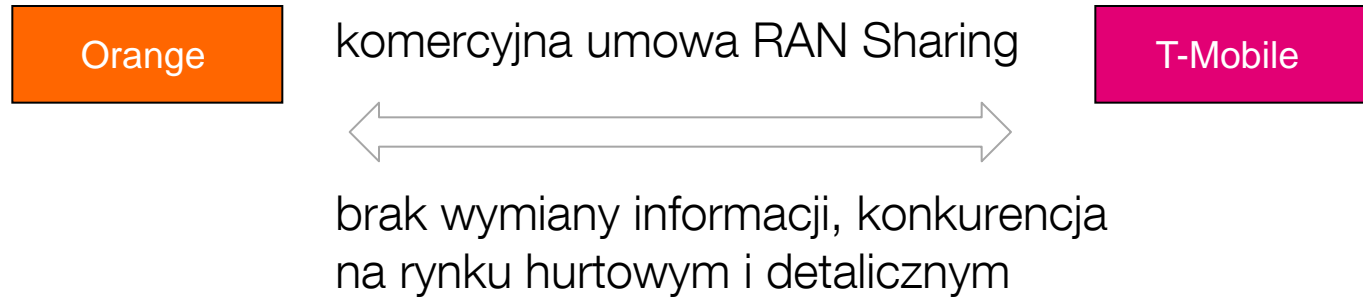 Orange
komercyjna umowa RAN Sharing
T-Mobile
brak wymiany informacji, konkurencja
na rynku hurtowym i detalicznym